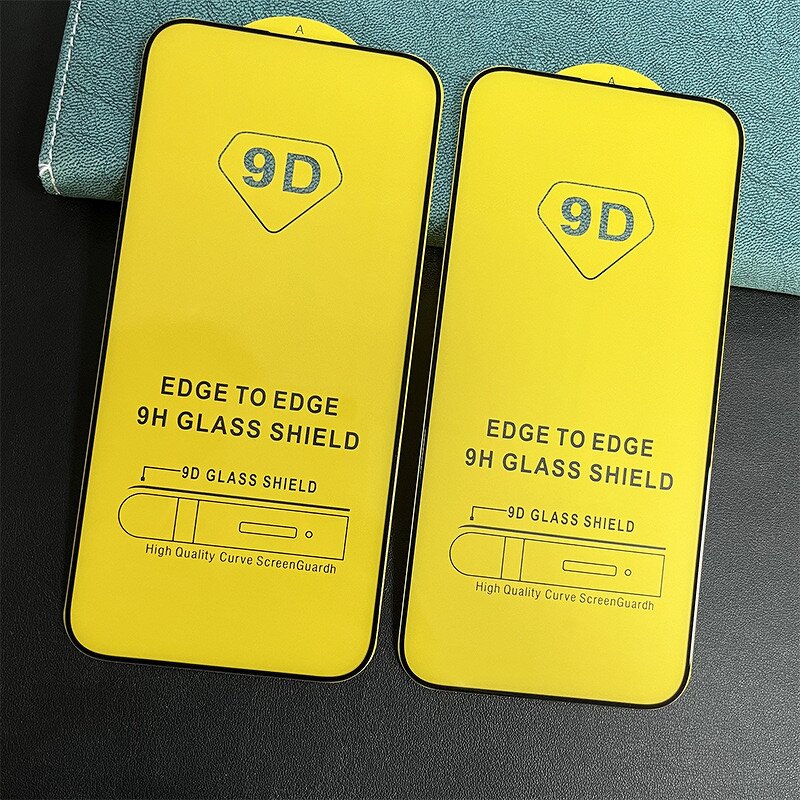 A
9D
EDGE TO EDGE
9H GLASS SHIELD
9D GLASS SHIELD
High Quality Curve ScreenGuardh
A
9D
EDGE TO EDGE
9H GLASS SHIELD
9D GLASS SHIELD
High Quality Curve ScreenGuardh